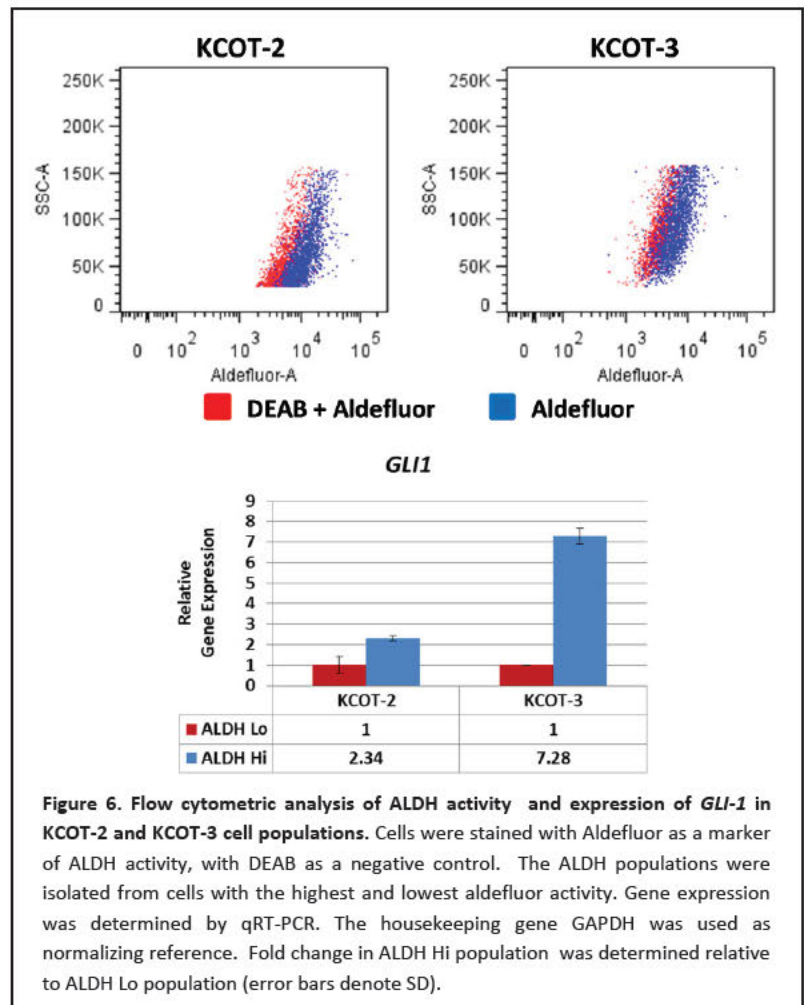 KCOT-2
KCOT-3
250K
200K
150K
100K
50K
0
SSC-A
0 10^2 10^3 10^4 10^5
Aldefluor-A
250K
200K
150K
100K
50K
0
SSC-A
0 10^2 10^3 10^4 10^5
Aldefluor-A
DEAB + Aldefluor
Aldefluor
GLI1
Relative
Gene Expression
9
8
7
6
5
4
3
2
1
0
KCOT-2 KCOT-3
ALDH Lo 1 1
ALDH Hi 2.34 7.28
Figure 6. Flow cytometric analysis of ALDH activity and expression of GLI-1 in
KCOT-2 and KCOT-3 cell populations. Cells were stained with Aldefluor as a marker
of ALDH activity, with DEAB as a negative control. The ALDH populations were
isolated from cells with the highest and lowest aldefluor activity. Gene expression
was determined by qRT-PCR. The housekeeping gene GAPDH was used as
normalizing reference. Fold change in ALDH Hi population was determined relative
to ALDH Lo population (error bars denote SD).